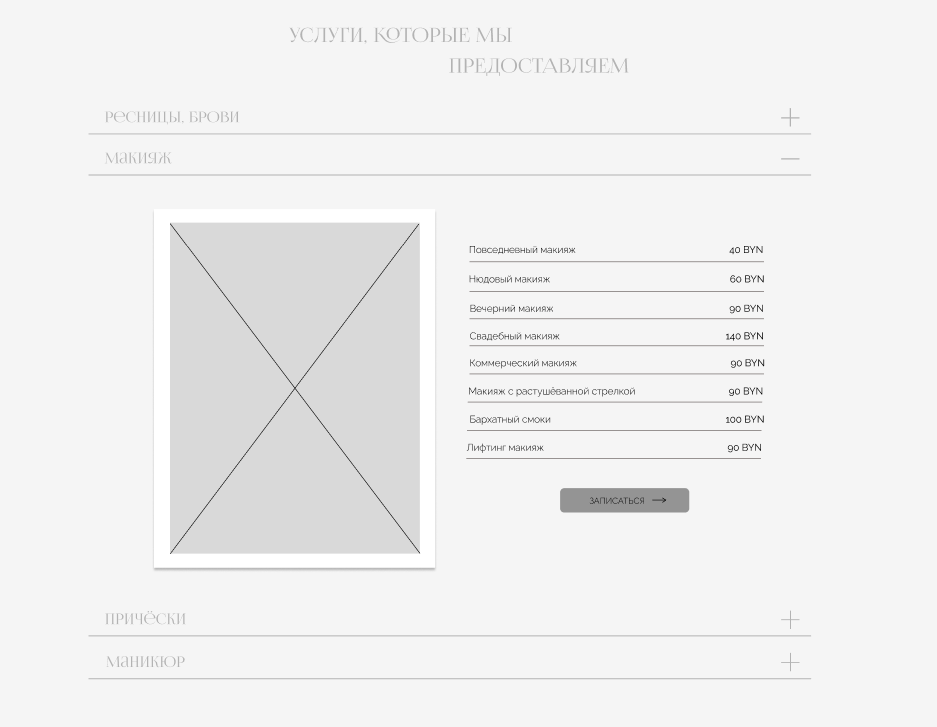 УСЛУГИ, КОТОРЫЕ МЫ
ПРЕДОСТАВЛЯЕМ
РЕСНИЦЫ, БРОВИ
МАКИЯЖ
Повседневный макияж 40 BYN
Нюдовый макияж 60 BYN
Вечерний макияж 90 BYN
Свадебный макияж 140 BYN
Коммерческий макияж 90 BYN
Макияж с растушёванной стрелкой 90 BYN
Бархатный смоки 100 BYN
Лифтинг макияж 90 BYN
ЗАПИСАТЬСЯ →
ПРИЧЁСКИ
МАНИКЮР